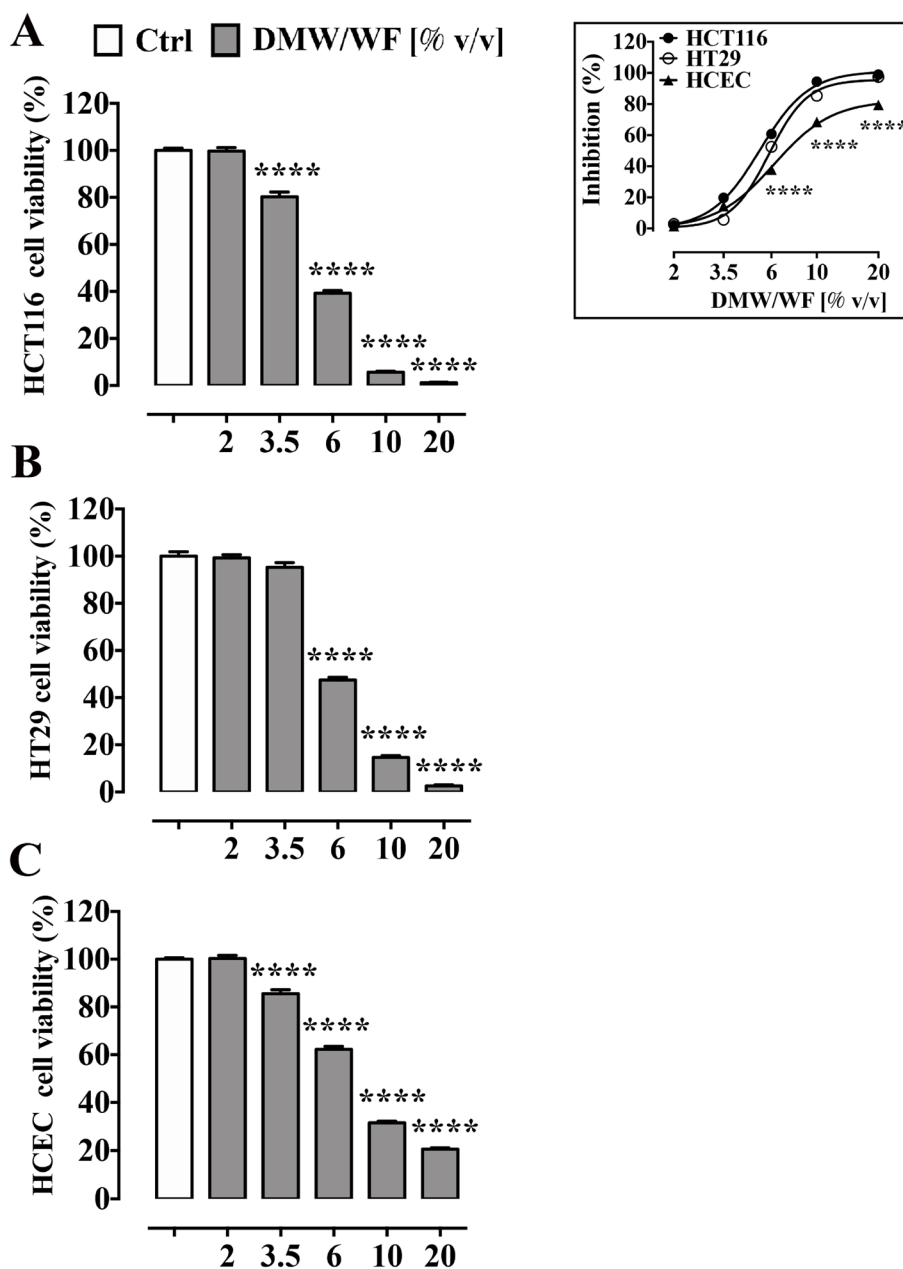 A
Ctrl DMW/WF [% v/v]
HCT116 cell viability (%)
120
100
80
60
40
20
0
****
****
****
****
2 3.5 6 10 20
HCT116
HT29
HCEC
Inhibition (%)
120
100
80
60
40
20
0
****
****
****
2 3.5 6 10 20
DMW/WF [% v/v]
B
HT29 cell viability (%)
120
100
80
60
40
20
0
****
****
****
2 3.5 6 10 20
C
HCEC cell viability (%)
120
100
80
60
40
20
0
****
****
****
****
2 3.5 6 10 20